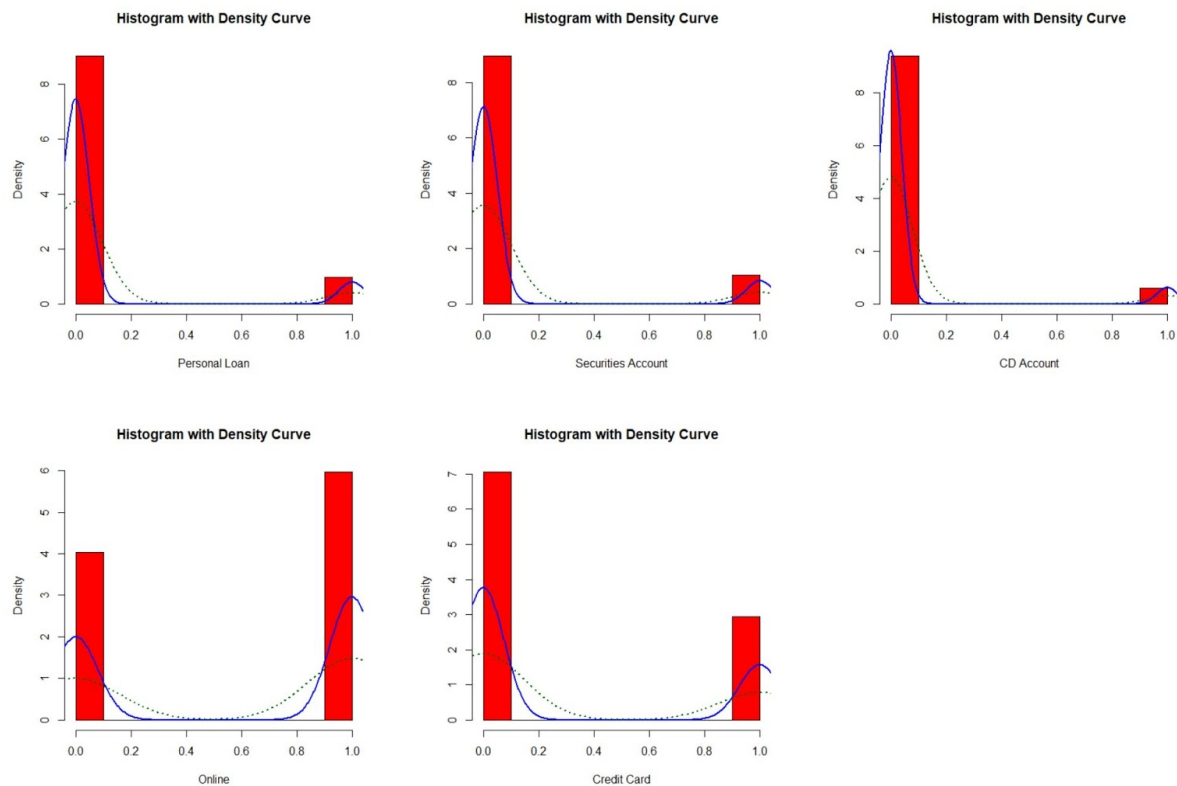 Histogram with Density Curve
Density
8
6
4
2
0
0.0 0.2 0.4 0.6 0.8 1.0
Personal Loan
Histogram with Density Curve
Density
8
6
4
2
0
0.0 0.2 0.4 0.6 0.8 1.0
Securities Account
Histogram with Density Curve
Density
8
6
4
2
0
0.0 0.2 0.4 0.6 0.8 1.0
CD Account
Histogram with Density Curve
Density
6
5
4
3
2
1
0
0.0 0.2 0.4 0.6 0.8 1.0
Online
Histogram with Density Curve
Density
7
6
5
4
3
2
1
0
0.0 0.2 0.4 0.6 0.8 1.0
Credit Card